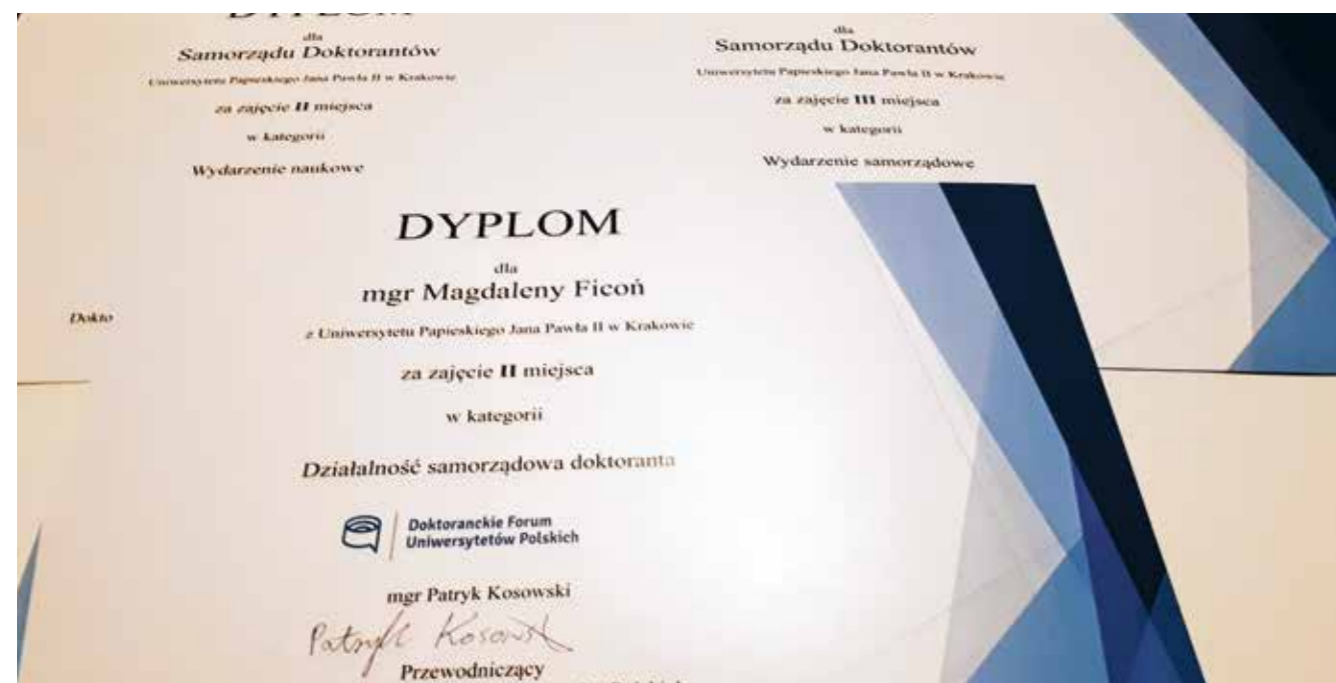 DYPLOM
dla
Samorządu Doktorantów
Uniwersytetu Papieskiego Jana Pawła II w Krakowie
za zajęcie II miejsca
w kategorii
Wydarzenie naukowe
dla
Samorządu Doktorantów
Uniwersytetu Papieskiego Jana Pawła II w Krakowie
za zajęcie III miejsca
w kategorii
Wydarzenie samorządowe
Dokto
DYPLOM
dla
mgr Magdaleny Ficoń
z Uniwersytetu Papieskiego Jana Pawła II w Krakowie
za zajęcie II miejsca
w kategorii
Działalność samorządowa doktoranta
Doktoranckie Forum
Uniwersytetów Polskich
mgr Patryk Kosowski
Patryk Kosowski
Przewodniczący